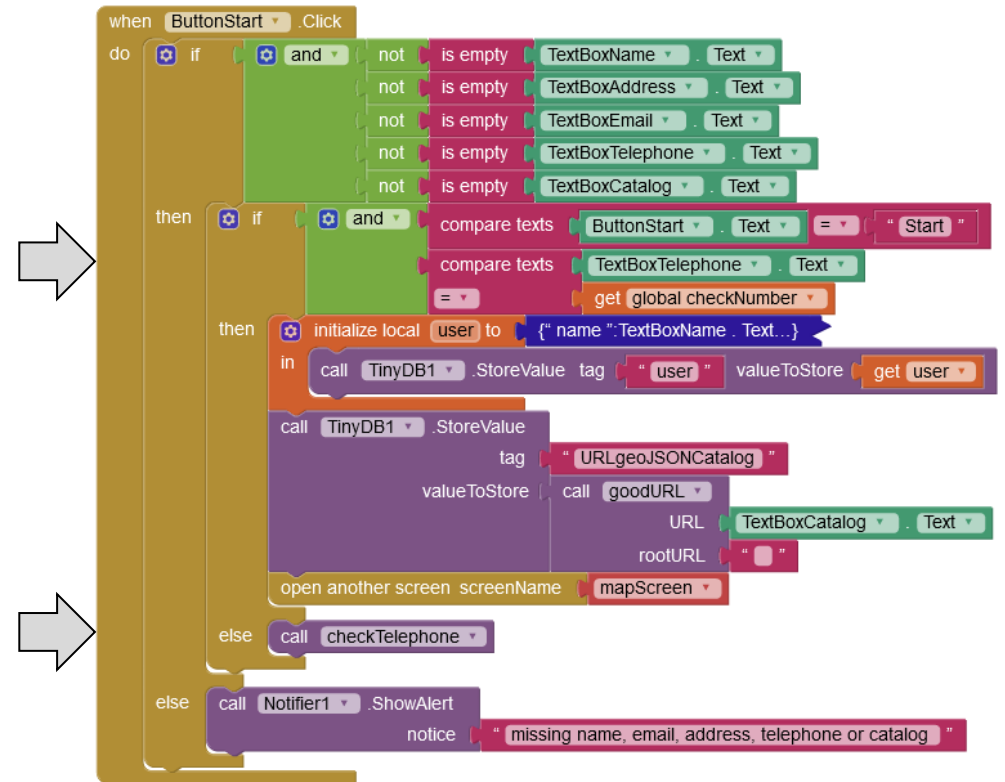 when ButtonStart .Click
do if and not is empty TextBoxName . Text
not is empty TextBoxAddress . Text
not is empty TextBoxEmail . Text
not is empty TextBoxTelephone . Text
not is empty TextBoxCatalog . Text
then if and compare texts ButtonStart . Text = " Start "
compare texts TextBoxTelephone . Text
= get global checkNumber
then initialize local user to {" name ":TextBoxName . Text...}
in call TinyDB1 .StoreValue tag " user " valueToStore get user
call TinyDB1 .StoreValue
tag " URLgeoJSONCatalog "
valueToStore call goodURL
URL TextBoxCatalog . Text
rootURL " "
open another screen screenName mapScreen
else call checkTelephone
else call Notifier1 .ShowAlert
notice " missing name, email, address, telephone or catalog "